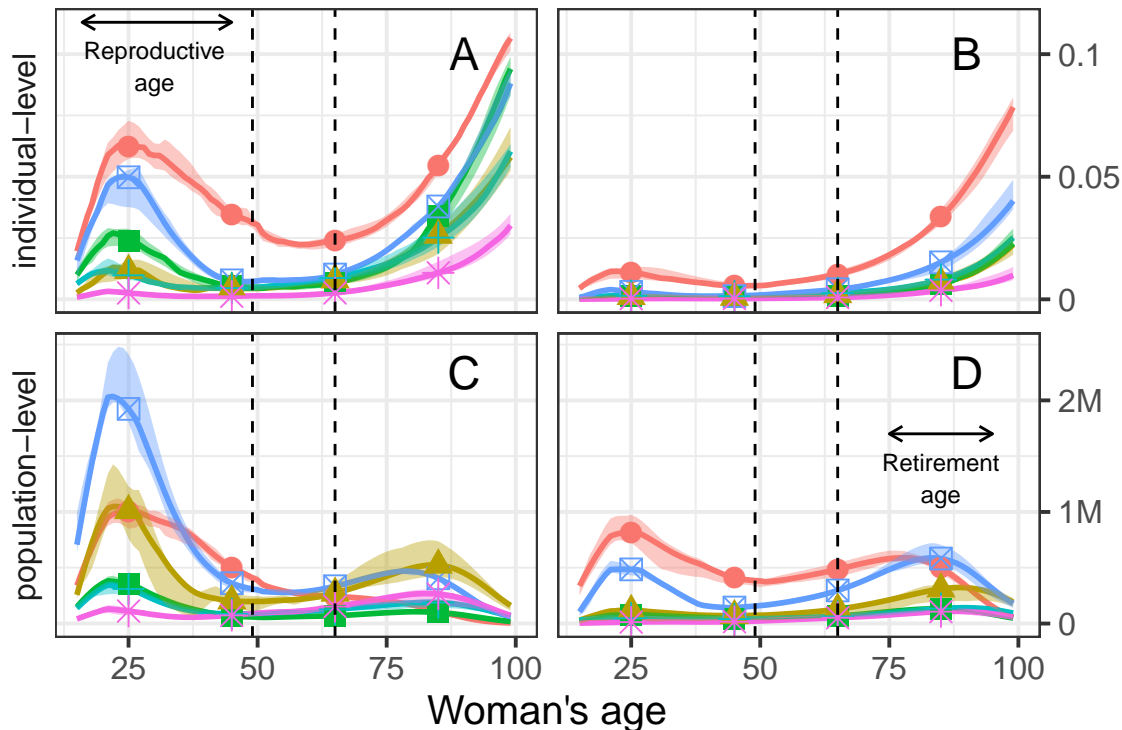 individual−level
Reproductive
age
A
B
0.1
0.05
0
population−level
C
D
Retirement
age
2M
1M
0
25
50
75
100
25
50
75
100
Woman's age